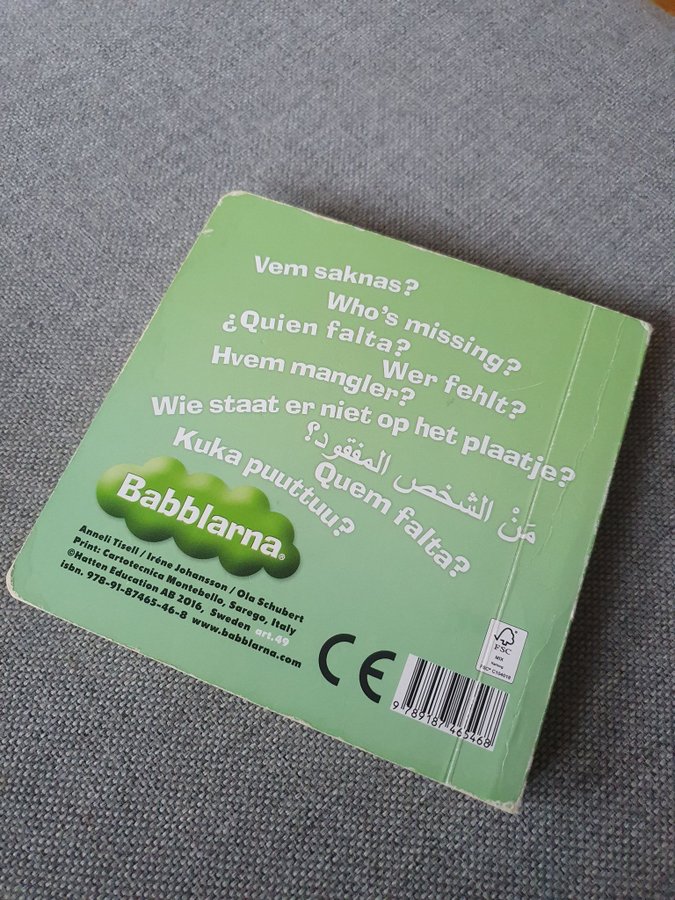 Vem saknas?
Who's missing?
¿Quien falta?
Wer fehlt?
Hvem mangler?
Wie staat er niet op het plaatje?
مَنْ الشخص المفقود؟
Quem falta?
Kuka puuttuu?
Babblarna®
Anneli Tisell / Iréne Johansson / Ola Schubert
Print: Cartotecnica Montebello, Sarego, Italy
©Hatten Education AB 2016, Sweden art.49
isbn. 978-91-87465-46-8 www.babblarna.com
CE
FSC
MIX
FSC® C104019
9 789187 465468